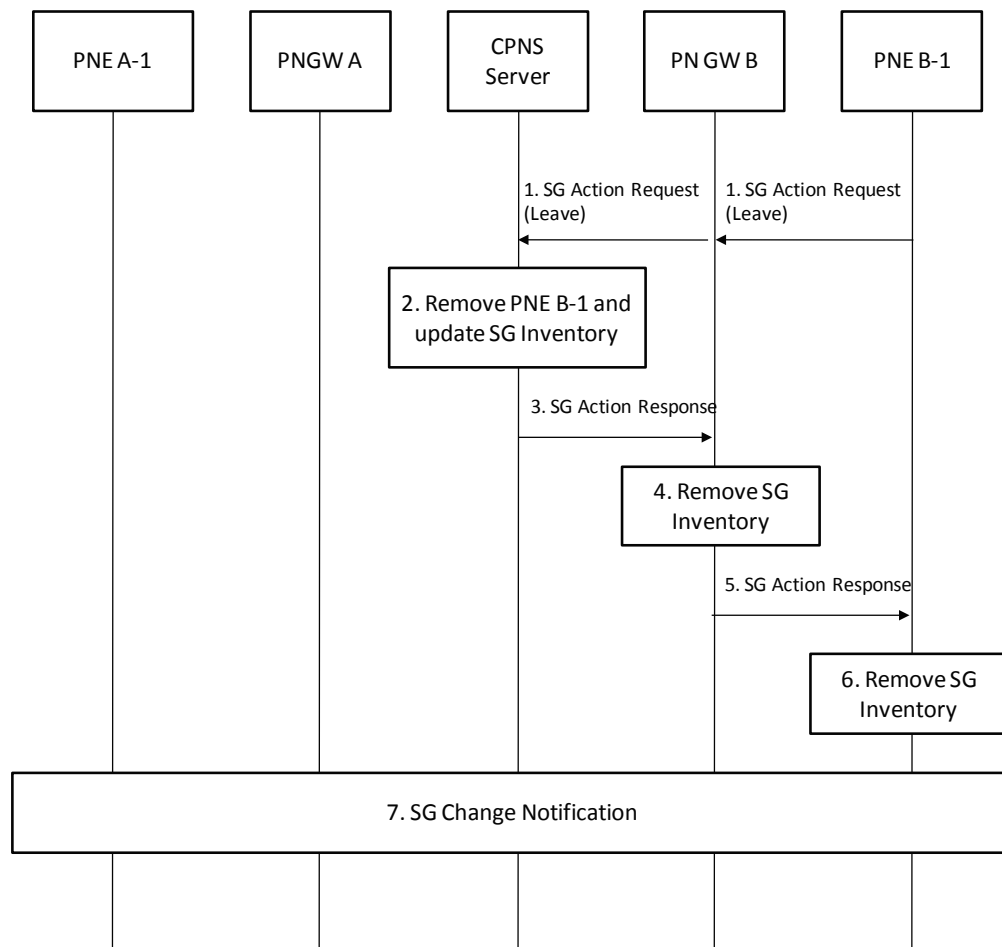 PNE A-1
PNGW A
CPNS
Server
PN GW B
PNE B-1
1. SG Action Request
(Leave)
1. SG Action Request
(Leave)
2. Remove PNE B-1 and
update SG Inventory
3. SG Action Response
4. Remove SG
Inventory
5. SG Action Response
6. Remove SG
Inventory
7. SG Change Notification